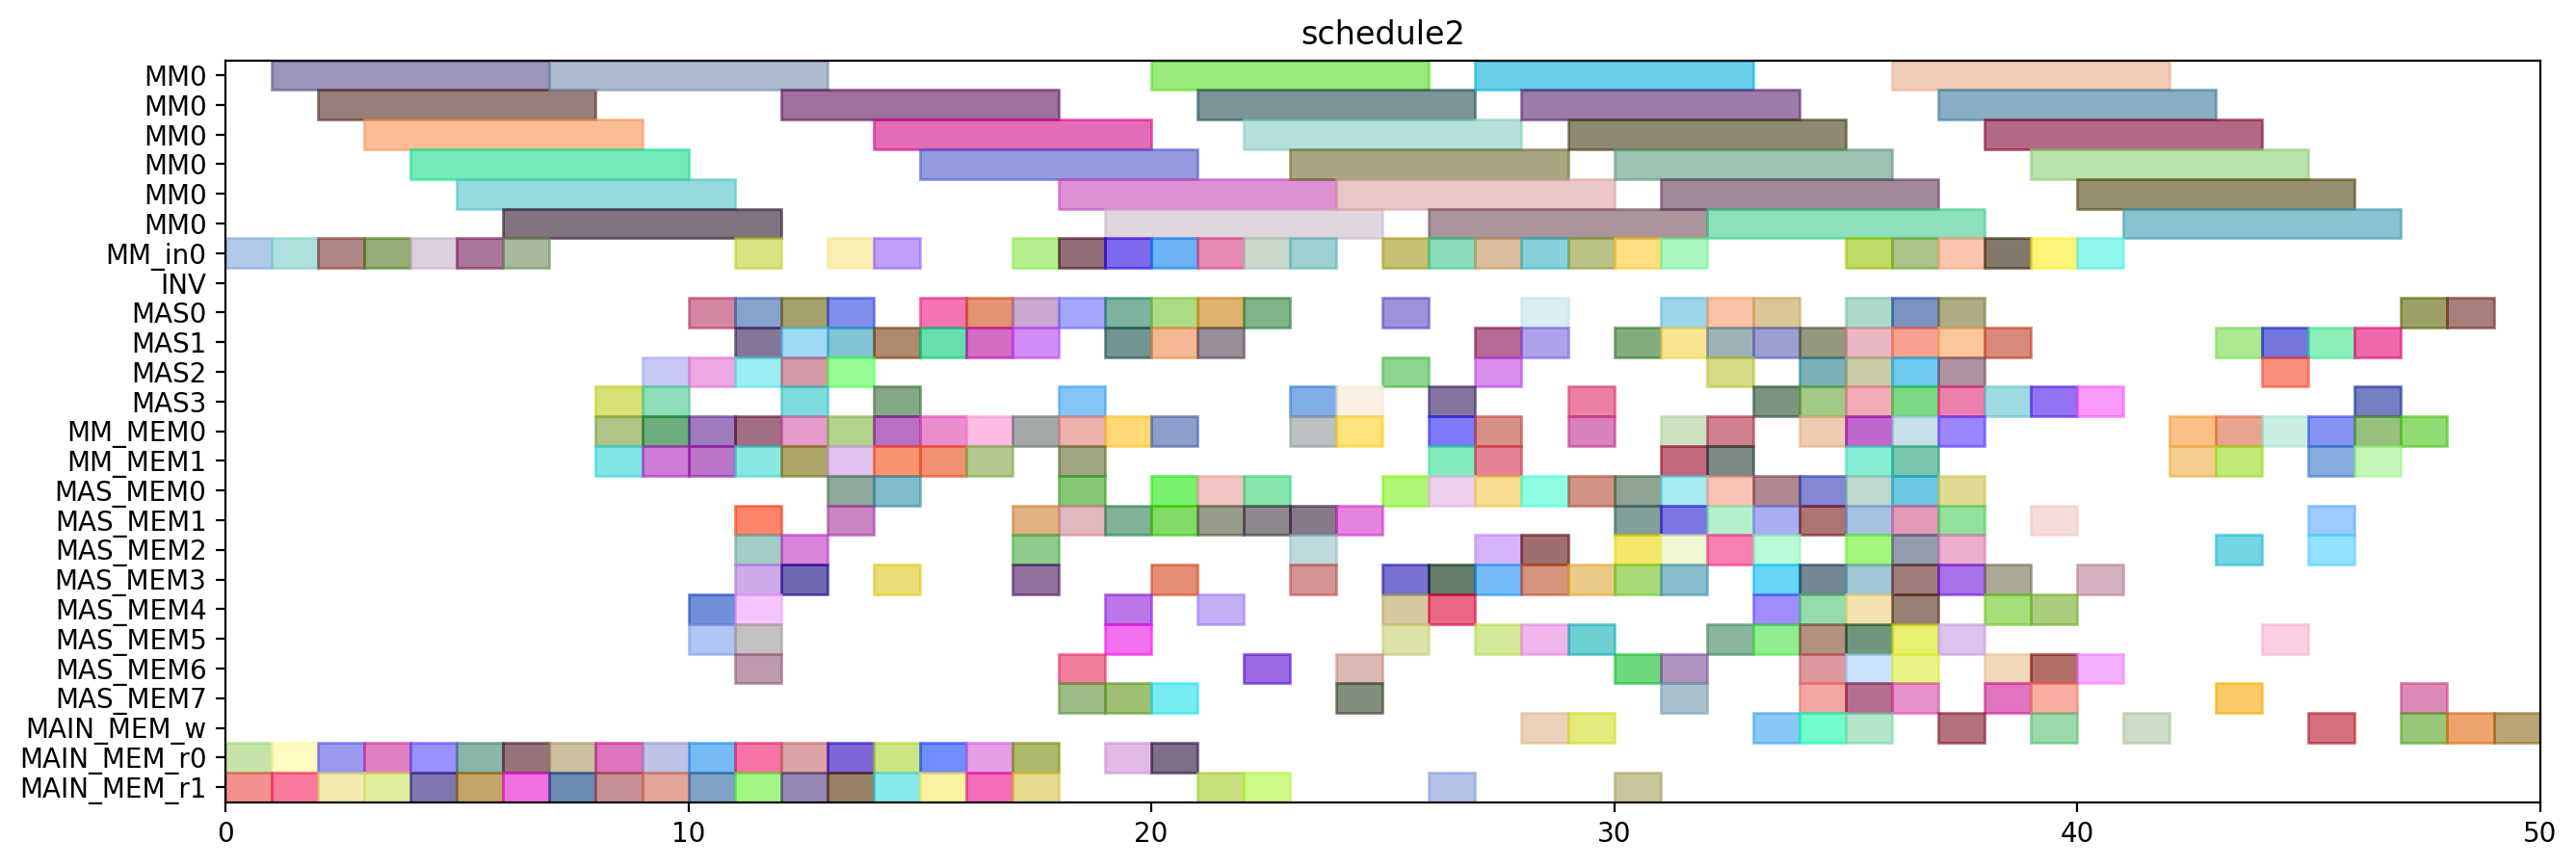 schedule2
MM0
MM0
MM0
MM0
MM0
MM0
MM_in0
INV
MAS0
MAS1
MAS2
MAS3
MM_MEM0
MM_MEM1
MAS_MEM0
MAS_MEM1
MAS_MEM2
MAS_MEM3
MAS_MEM4
MAS_MEM5
MAS_MEM6
MAS_MEM7
MAIN_MEM_w
MAIN_MEM_r0
MAIN_MEM_r1
0 10 20 30 40 50